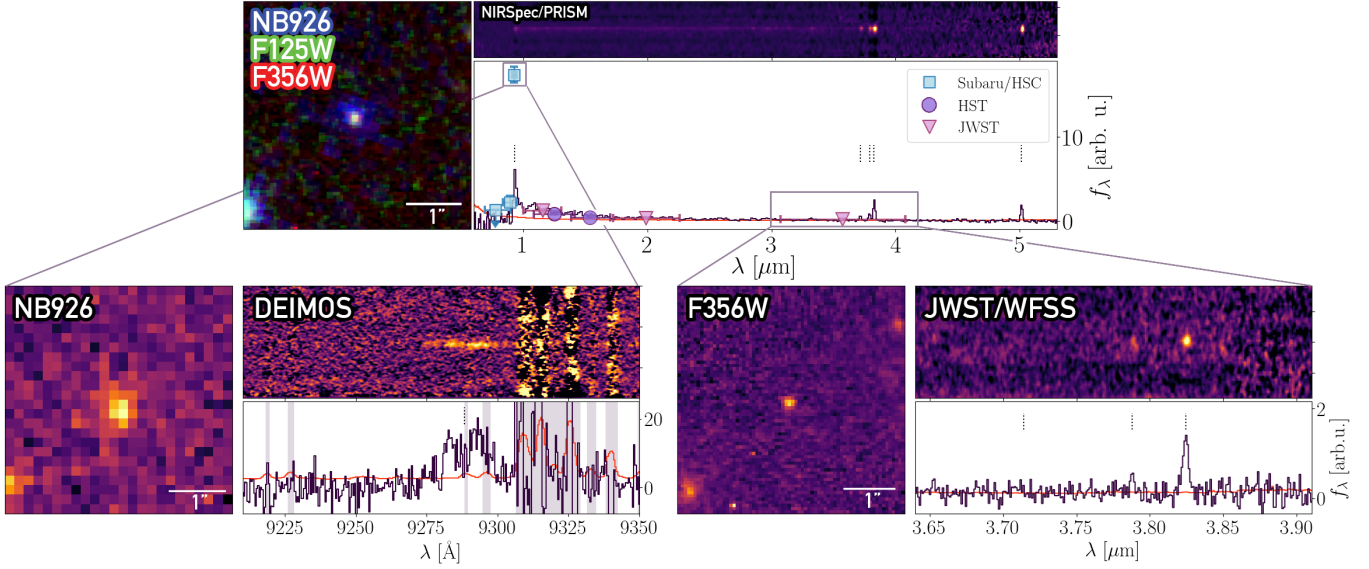 NB926
F125W
F356W
1"
NIRSpec/PRISM
Subaru/HSC
HST
JWST
10
0
f_λ [arb. u.]
1 2 3 4 5
λ [μm]
NB926
1"
DEIMOS
20
0
9225 9250 9275 9300 9325 9350
λ [Å]
F356W
1"
JWST/WFSS
2
0
f_λ [arb.u.]
3.65 3.70 3.75 3.80 3.85 3.90
λ [μm]